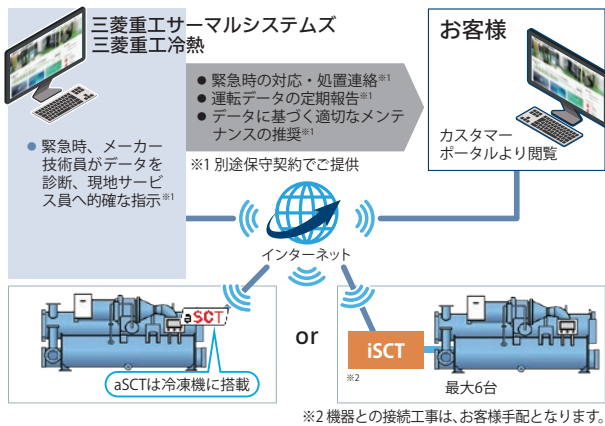 三菱重工サーマルシステムズ
三菱重工冷熱
● 緊急時、メーカー
技術員がデータを
診断、現地サービ
ス員へ的確な指示※1
● 緊急時の対応・処置連絡※1
● 運転データの定期報告※1
● データに基づく適切なメンテ
ナンスの推奨※1
※1 別途保守契約でご提供
お客様
カスタマー
ポータルより閲覧
インターネット
aSCT
aSCTは冷凍機に搭載
or
iSCT
※2
最大6台
※2 機器との接続工事は、お客様手配となります。